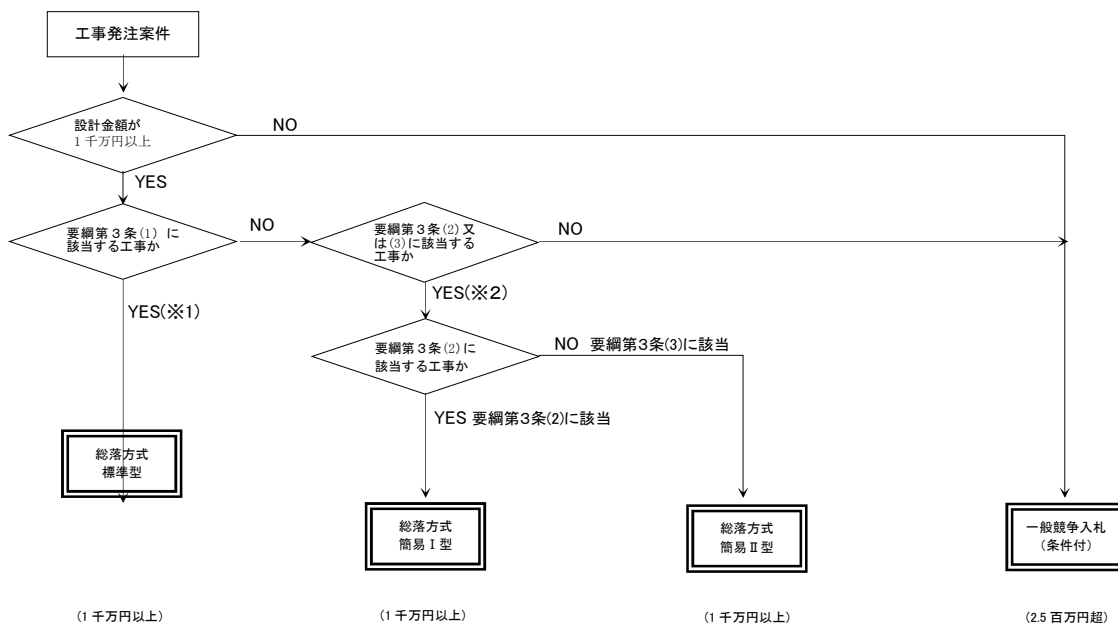 工事発注案件
設計金額が
1千万円以上
NO
YES
要綱第3条(1) に
該当する工事か
NO
要綱第3条(2) 又
は(3)に該当する
工事か
NO
YES(※1)
YES(※2)
要綱第3条(2) に
該当する工事か
NO 要綱第3条(3)に該当
YES 要綱第3条(2)に該当
総落方式
標準型
総落方式
簡易Ⅰ型
総落方式
簡易Ⅱ型
一般競争入札
(条件付)
(1千万円以上)
(1千万円以上)
(1千万円以上)
(2.5百万円超)